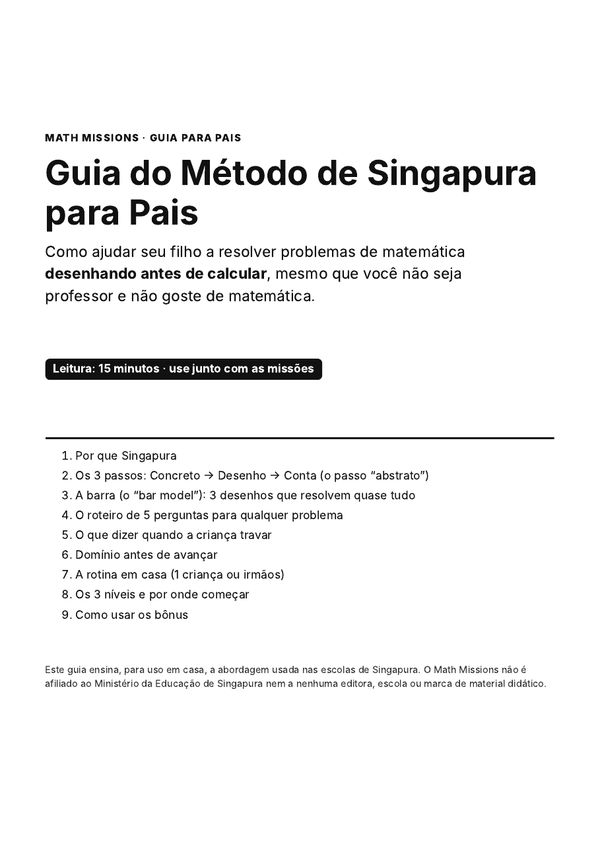 MATH MISSIONS · GUIA PARA PAIS
Guia do Método de Singapura
para Pais
Como ajudar seu filho a resolver problemas de matemática
desenhando antes de calcular, mesmo que você não seja
professor e não goste de matemática.
Leitura: 15 minutos · use junto com as missões
1. Por que Singapura
2. Os 3 passos: Concreto → Desenho → Conta (o passo “abstrato”)
3. A barra (o “bar model”): 3 desenhos que resolvem quase tudo
4. O roteiro de 5 perguntas para qualquer problema
5. O que dizer quando a criança travar
6. Domínio antes de avançar
7. A rotina em casa (1 criança ou irmãos)
8. Os 3 níveis e por onde começar
9. Como usar os bônus
Este guia ensina, para uso em casa, a abordagem usada nas escolas de Singapura. O Math Missions não é
afiliado ao Ministério da Educação de Singapura nem a nenhuma editora, escola ou marca de material didático.